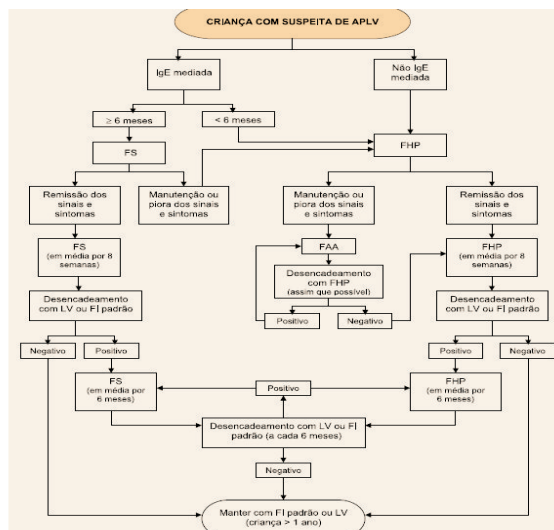 CRIANÇA COM SUSPEITA DE APLV
IgE mediada
Não IgE
mediada
≥ 6 meses
< 6 meses
FS
FHP
Remissão dos
sinais e
sintomas
Manutenção ou
piora dos sinais
e sintomas
Manutenção ou
piora dos sinais
e sintomas
Remissão dos
sinais e
sintomas
FS
(em média por 8
semanas)
FAA
FHP
(em média por 8
semanas)
Desencadeamento
com FHP
(assim que possível)
Desencadeamento
com LV ou FI padrão
Desencadeamento
com LV ou FI padrão
Positivo
Negativo
Negativo
Positivo
Positivo
Negativo
FS
(em média por
6 meses)
Positivo
FHP
(em média por
6 meses)
Desencadeamento com LV ou FI
padrão (a cada 6 meses)
Negativo
Manter com FI padrão ou LV
(criança > 1 ano)